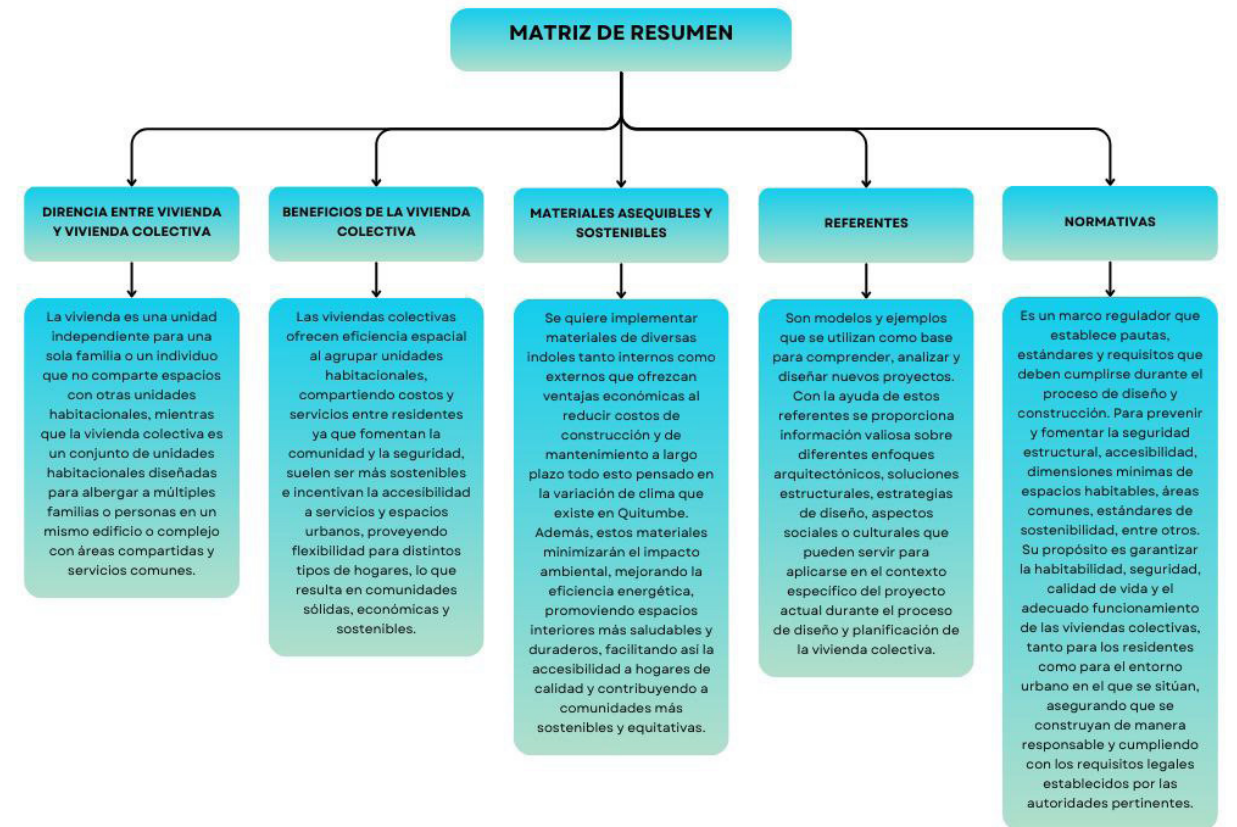 MATRIZ DE RESUMEN
DIRENCIA ENTRE VIVIENDA
Y VIVIENDA COLECTIVA
La vivienda es una unidad
independiente para una
sola familia o un individuo
que no comparte espacios
con otras unidades
habitacionales, mientras
que la vivienda colectiva es
un conjunto de unidades
habitacionales diseñadas
para albergar a múltiples
familias o personas en un
mismo edificio o complejo
con áreas compartidas y
servicios comunes.
BENEFICIOS DE LA VIVIENDA
COLECTIVA
Las viviendas colectivas
ofrecen eficiencia espacial
al agrupar unidades
habitacionales,
compartiendo costos y
servicios entre residentes
ya que fomentan la
comunidad y la seguridad,
suelen ser más sostenibles
e incentivan la accesibilidad
a servicios y espacios
urbanos, proveyendo
flexibilidad para distintos
tipos de hogares, lo que
resulta en comunidades
sólidas, económicas y
sostenibles.
MATERIALES ASEQUIBLES Y
SOSTENIBLES
Se quiere implementar
materiales de diversas
indoles tanto internos como
externos que ofrezcan
ventajas económicas al
reducir costos de
construcción y de
mantenimiento a largo
plazo todo esto pensado en
la variación de clima que
existe en Quitumbe.
Además, estos materiales
minimizarán el impacto
ambiental, mejorando la
eficiencia energética,
promoviendo espacios
interiores más saludables y
duraderos, facilitando así la
accesibilidad a hogares de
calidad y contribuyendo a
comunidades más
sostenibles y equitativas.
REFERENTES
Son modelos y ejemplos
que se utilizan como base
para comprender, analizar y
diseñar nuevos proyectos.
Con la ayuda de estos
referentes se proporciona
información valiosa sobre
diferentes enfoques
arquitectónicos, soluciones
estructurales, estrategias
de diseño, aspectos
sociales o culturales que
pueden servir para
aplicarse en el contexto
específico del proyecto
actual durante el proceso
de diseño y planificación de
la vivienda colectiva.
NORMATIVAS
Es un marco regulador que
establece pautas,
estándares y requisitos que
deben cumplirse durante el
proceso de diseño y
construcción. Para prevenir
y fomentar la seguridad
estructural, accesibilidad,
dimensiones mínimas de
espacios habitables, áreas
comunes, estándares de
sostenibilidad, entre otros.
Su propósito es garantizar
la habitabilidad, seguridad,
calidad de vida y el
adecuado funcionamiento
de las viviendas colectivas,
tanto para los residentes
como para el entorno
urbano en el que se sitúan,
asegurando que se
construyan de manera
responsable y cumpliendo
con los requisitos legales
establecidos por las
autoridades pertinentes.